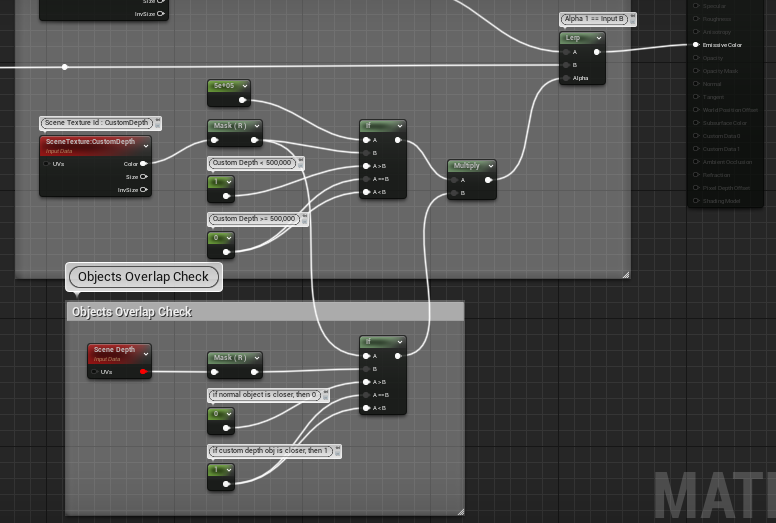 InvSize
Alpha 1 == Input B
Lerp
A
B
Alpha
Specular
Roughness
Anisotropy
Emissive Color
Opacity
Opacity Mask
Normal
Tangent
World Position Offset
Subsurface Color
Custom Data 0
Custom Data 1
Ambient Occlusion
Refraction
Pixel Depth Offset
Shading Model
5e+05
Scene Texture Id : CustomDepth
SceneTexture:CustomDepth
Input Data
UVs
Color
Size
InvSize
Mask ( R )
Custom Depth < 500,000
1
Custom Depth >= 500,000
0
If
A
B
A > B
A == B
A < B
Multiply
A
B
Objects Overlap Check
Objects Overlap Check
Scene Depth
Input Data
UVs
Mask ( R )
if normal object is closer, then 0
0
if custom depth obj is closer, then 1
1
If
A
B
A > B
A == B
A < B